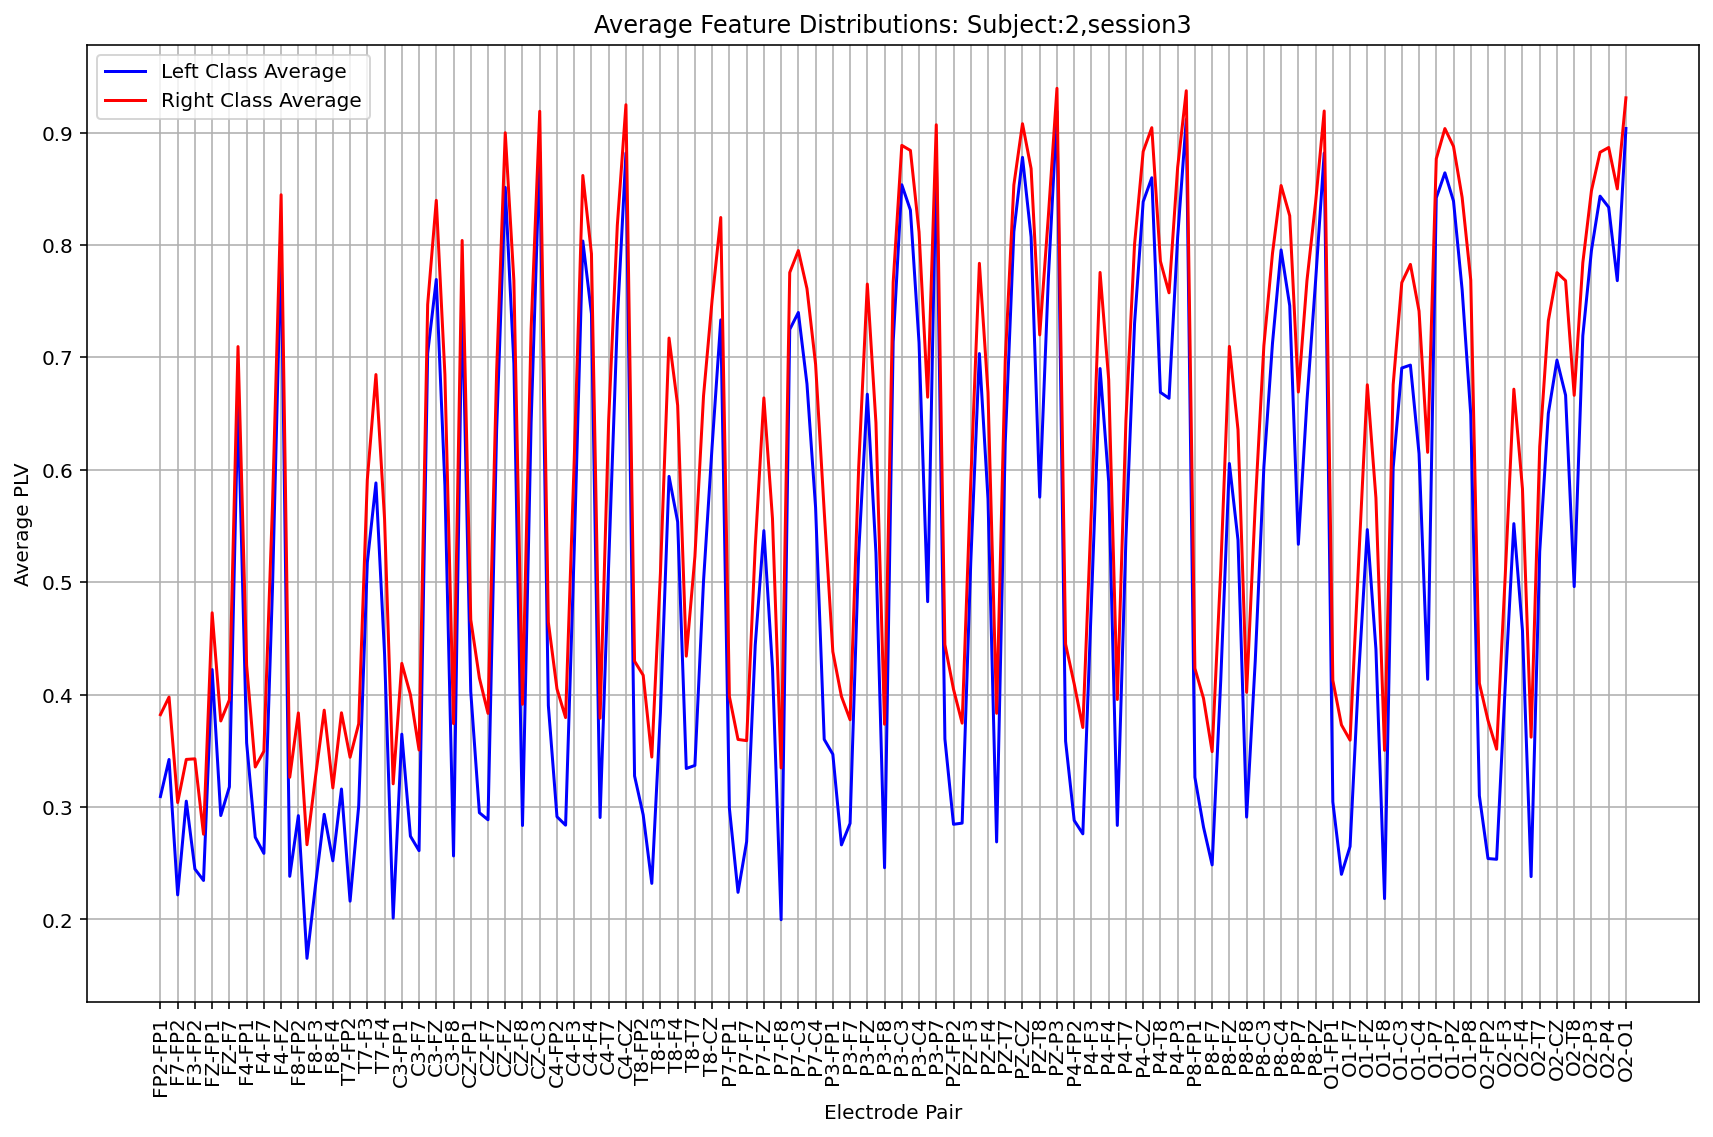 Average Feature Distributions: Subject:2,session3
Left Class Average
Right Class Average
0.9
0.8
0.7
0.6
0.5
0.4
0.3
0.2
Average PLV
FP2-FP1
F7-FP2
F3-FP2
FZ-FP1
FZ-F7
F4-FP1
F4-F7
F4-FZ
F8-FP2
F8-F3
F8-F4
T7-FP2
T7-F3
T7-F4
C3-FP1
C3-F7
C3-FZ
C3-F8
CZ-FP1
CZ-F7
CZ-FZ
CZ-F8
CZ-C3
C4-FP2
C4-F3
C4-F4
C4-T7
C4-CZ
T8-FP2
T8-F3
T8-F4
T8-T7
T8-CZ
P7-FP1
P7-F7
P7-FZ
P7-F8
P7-C3
P7-C4
P3-FP1
P3-F7
P3-FZ
P3-F8
P3-C3
P3-C4
P3-P7
PZ-FP2
PZ-F3
PZ-F4
PZ-T7
PZ-CZ
PZ-T8
PZ-P3
P4-FP2
P4-F3
P4-F4
P4-T7
P4-CZ
P4-T8
P4-P3
P8-FP1
P8-F7
P8-FZ
P8-F8
P8-C3
P8-C4
P8-P7
P8-PZ
O1-FP1
O1-F7
O1-FZ
O1-F8
O1-C3
O1-C4
O1-P7
O1-PZ
O1-P8
O2-FP2
O2-F3
O2-F4
O2-T7
O2-CZ
O2-T8
O2-P3
O2-P4
O2-O1
Electrode Pair